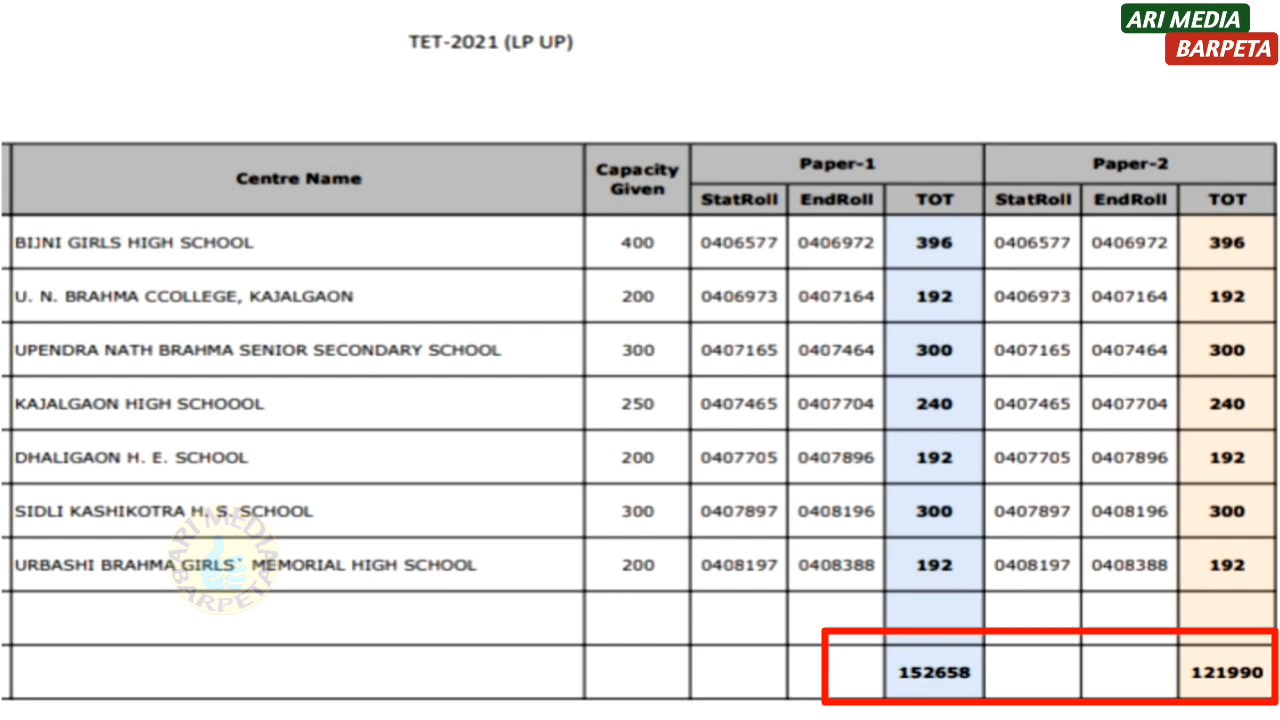 ARI MEDIA
BARPETA
TET-2021 (LP UP)
Centre Name Capacity Given Paper-1 Paper-2
StatRoll EndRoll TOT StatRoll EndRoll TOT
BIJNI GIRLS HIGH SCHOOL 400 0406577 0406972 396 0406577 0406972 396
U. N. BRAHMA CCOLLEGE, KAJALGAON 200 0406973 0407164 192 0406973 0407164 192
UPENDRA NATH BRAHMA SENIOR SECONDARY SCHOOL 300 0407165 0407464 300 0407165 0407464 300
KAJALGAON HIGH SCHOOOL 250 0407465 0407704 240 0407465 0407704 240
DHALIGAON H. E. SCHOOL 200 0407705 0407896 192 0407705 0407896 192
SIDLI KASHIKOTRA H. S. SCHOOL 300 0407897 0408196 300 0407897 0408196 300
URBASHI BRAHMA GIRLS` MEMORIAL HIGH SCHOOL 200 0408197 0408388 192 0408197 0408388 192
ARI MEDIA
BARPETA
152658 121990